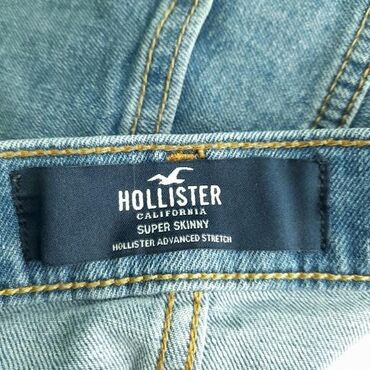 HOLLISTER
CALIFORNIA
SUPER SKINNY
HOLLISTER ADVANCED STRETCH